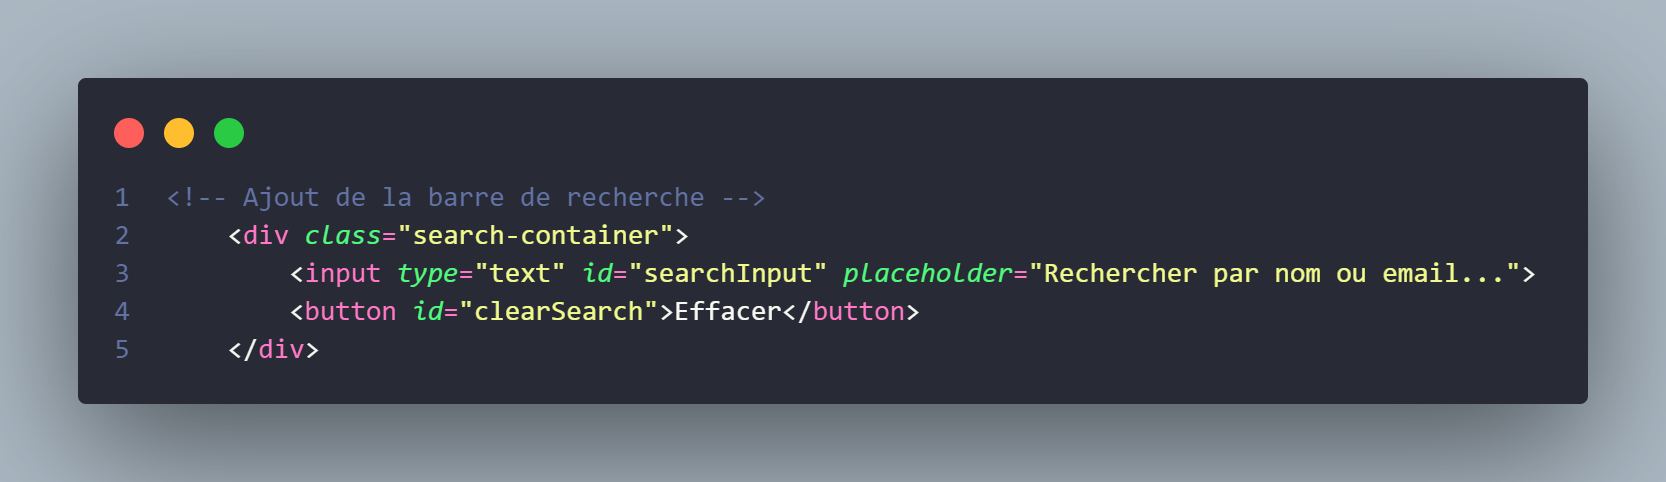 1 <!-- Ajout de la barre de recherche -->
2 <div class="search-container">
3 <input type="text" id="searchInput" placeholder="Rechercher par nom ou email...">
4 <button id="clearSearch">Effacer</button>
5 </div>